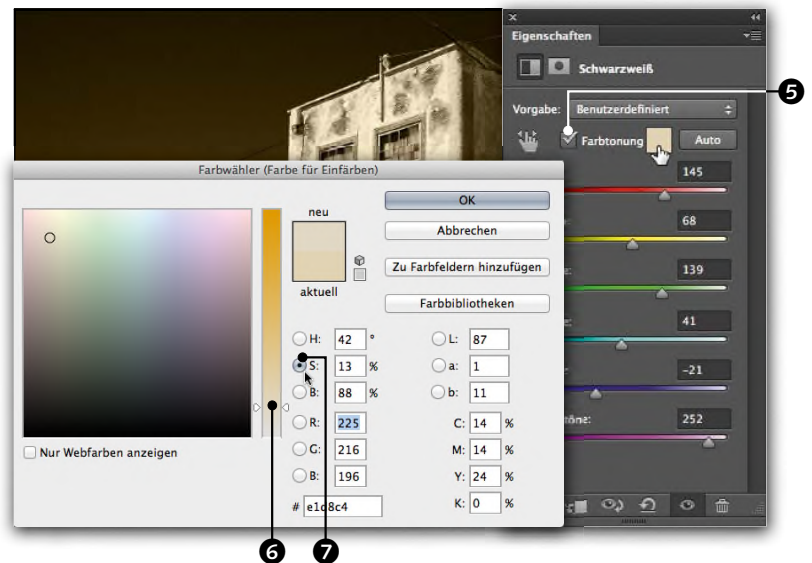 Eigenschaften
Schwarzweiß
5
Vorgabe: Benutzerdefiniert
Farbtonung Auto
145
68
139
41
-21
252
Farbwähler (Farbe für Einfärben)
neu
aktuell
OK
Abbrechen
Zu Farbfeldern hinzufügen
Farbbibliotheken
H: 42 °
S: 13 %
B: 88 %
R: 225
G: 216
B: 196
# e1d8c4
L: 87
a: 1
b: 11
C: 14 %
M: 14 %
Y: 24 %
K: 0 %
Nur Webfarben anzeigen
6 7